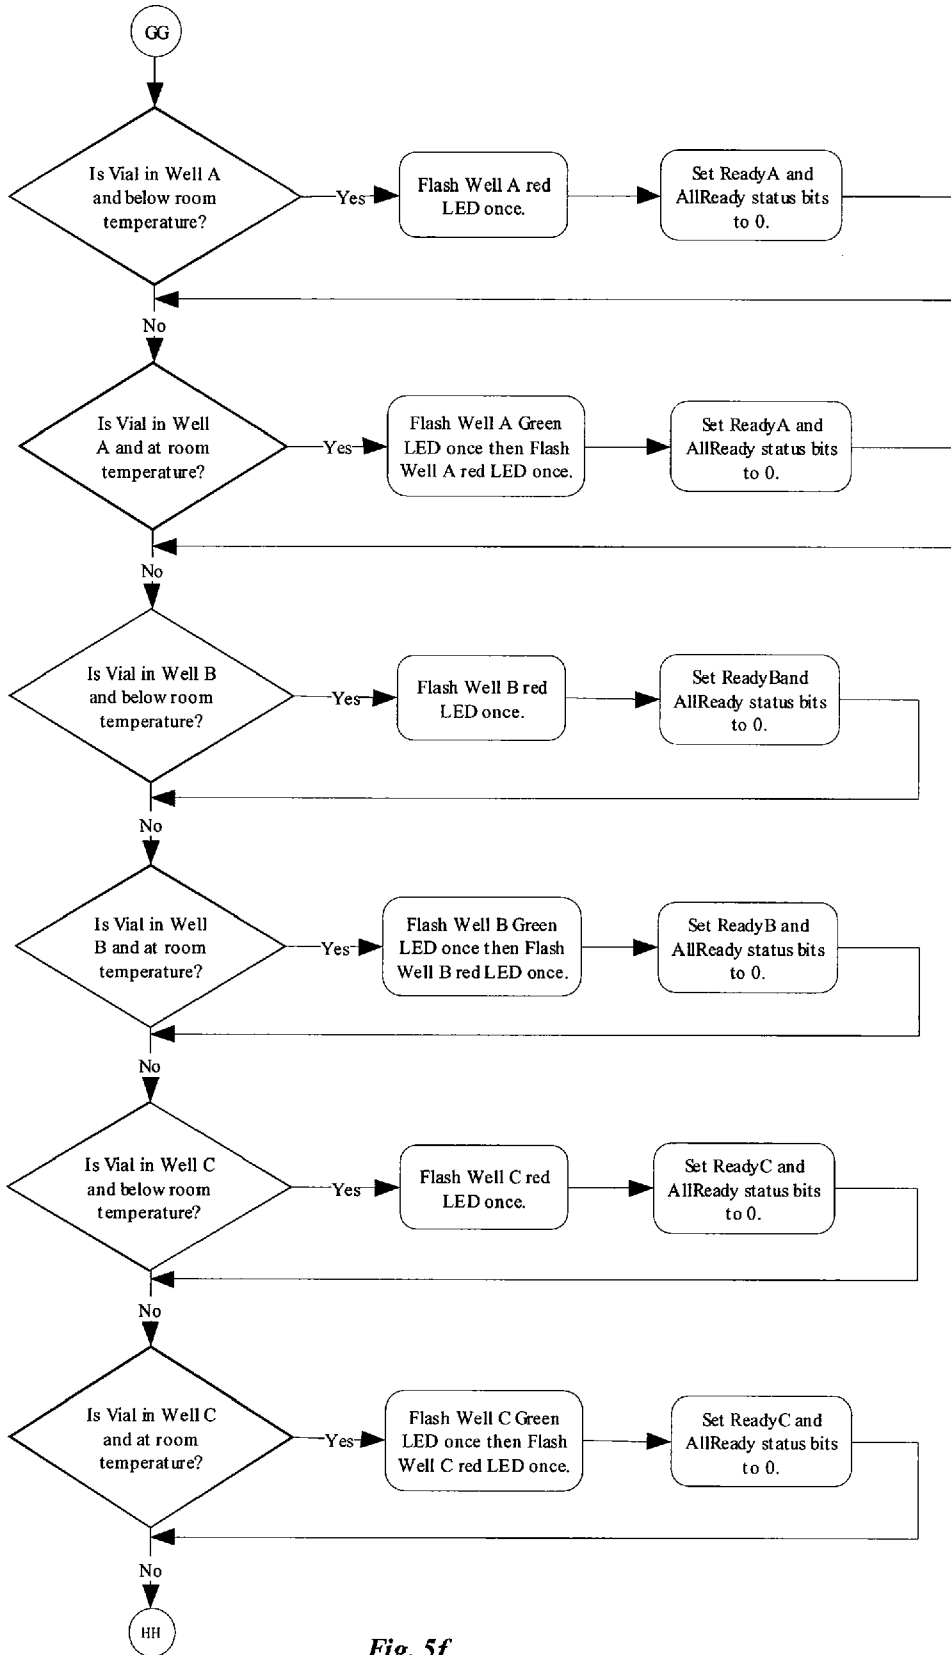 GG
Is Vial in Well A
and below room
temperature?
Yes
Flash Well A red
LED once.
Set ReadyA and
AllReady status bits
to 0.
No
Is Vial in Well
A and at room
temperature?
Yes
Flash Well A Green
LED once then Flash
Well A red LED once.
Set ReadyA and
AllReady status bits
to 0.
No
Is Vial in Well B
and below room
temperature?
Yes
Flash Well B red
LED once.
Set ReadyBand
AllReady status bits
to 0.
No
Is Vial in Well
B and at room
temperature?
Yes
Flash Well B Green
LED once then Flash
Well B red LED once.
Set ReadyB and
AllReady status bits
to 0.
No
Is Vial in Well C
and below room
temperature?
Yes
Flash Well C red
LED once.
Set ReadyC and
AllReady status bits
to 0.
No
Is Vial in Well C
and at room
temperature?
Yes
Flash Well C Green
LED once then Flash
Well C red LED once.
Set ReadyC and
AllReady status bits
to 0.
No
HH
Fig. 5f